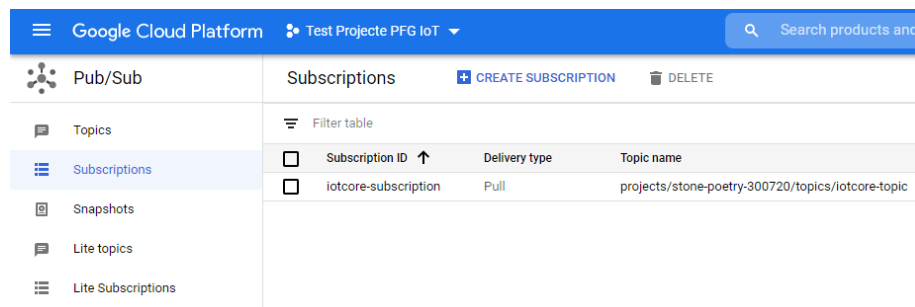 Google Cloud Platform Test Projecte PFG IoT Search products and
Pub/Sub Subscriptions CREATE SUBSCRIPTION DELETE
Topics
Filter table
Subscriptions
Subscription ID Delivery type Topic name
iotcore-subscription Pull projects/stone-poetry-300720/topics/iotcore-topic
Snapshots
Lite topics
Lite Subscriptions